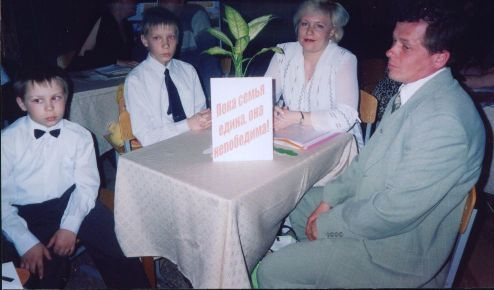 Пока семья
едина, она
непобедима!